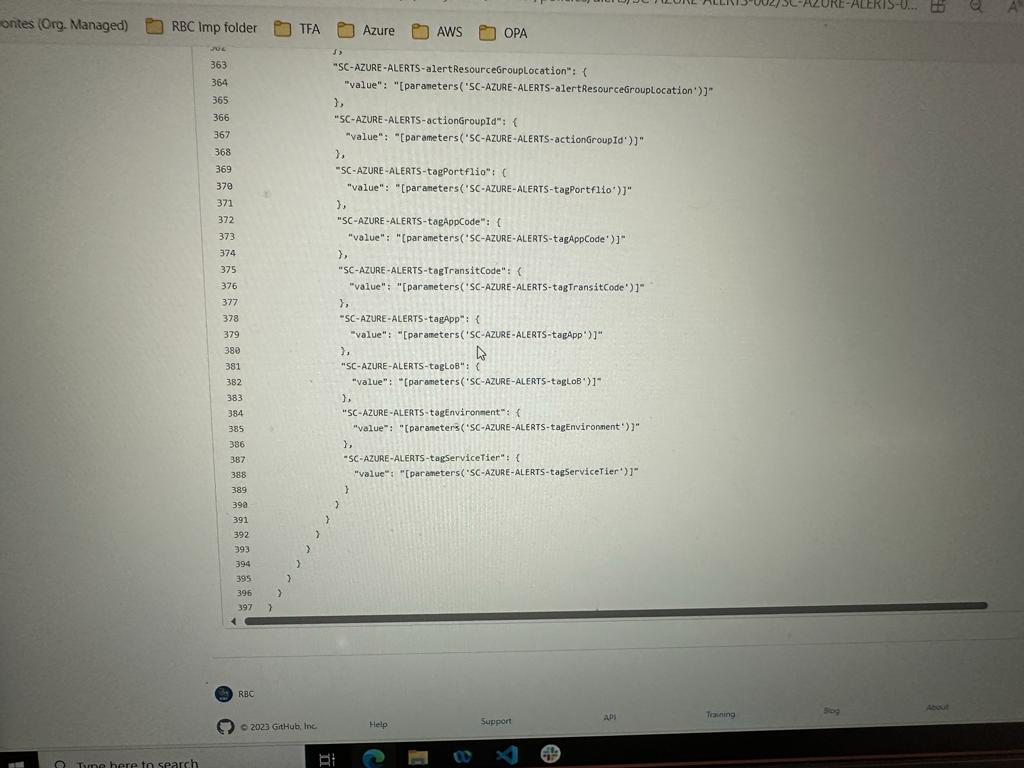 orites (Org. Managed) RBC Imp folder TFA Azure AWS OPA
362 },
363 "SC-AZURE-ALERTS-alertResourceGroupLocation": {
364 "value": "[parameters('SC-AZURE-ALERTS-alertResourceGroupLocation')]"
365 },
366 "SC-AZURE-ALERTS-actionGroupId": {
367 "value": "[parameters('SC-AZURE-ALERTS-actionGroupId')]"
368 },
369 "SC-AZURE-ALERTS-tagPortflio": {
370 "value": "[parameters('SC-AZURE-ALERTS-tagPortflio')]"
371 },
372 "SC-AZURE-ALERTS-tagAppCode": {
373 "value": "[parameters('SC-AZURE-ALERTS-tagAppCode')]"
374 },
375 "SC-AZURE-ALERTS-tagTransitCode": {
376 "value": "[parameters('SC-AZURE-ALERTS-tagTransitCode')]"
377 },
378 "SC-AZURE-ALERTS-tagApp": {
379 "value": "[parameters('SC-AZURE-ALERTS-tagApp')]"
380 },
381 "SC-AZURE-ALERTS-tagLoB": {
382 "value": "[parameters('SC-AZURE-ALERTS-tagLoB')]"
383 },
384 "SC-AZURE-ALERTS-tagEnvironment": {
385 "value": "[parameters('SC-AZURE-ALERTS-tagEnvironment')]"
386 },
387 "SC-AZURE-ALERTS-tagServiceTier": {
388 "value": "[parameters('SC-AZURE-ALERTS-tagServiceTier')]"
389 }
390 }
391 }
392 }
393 }
394 }
395 }
396 }
397 }
RBC
© 2023 GitHub, Inc. Help Support API Training Blog About
Type here to search